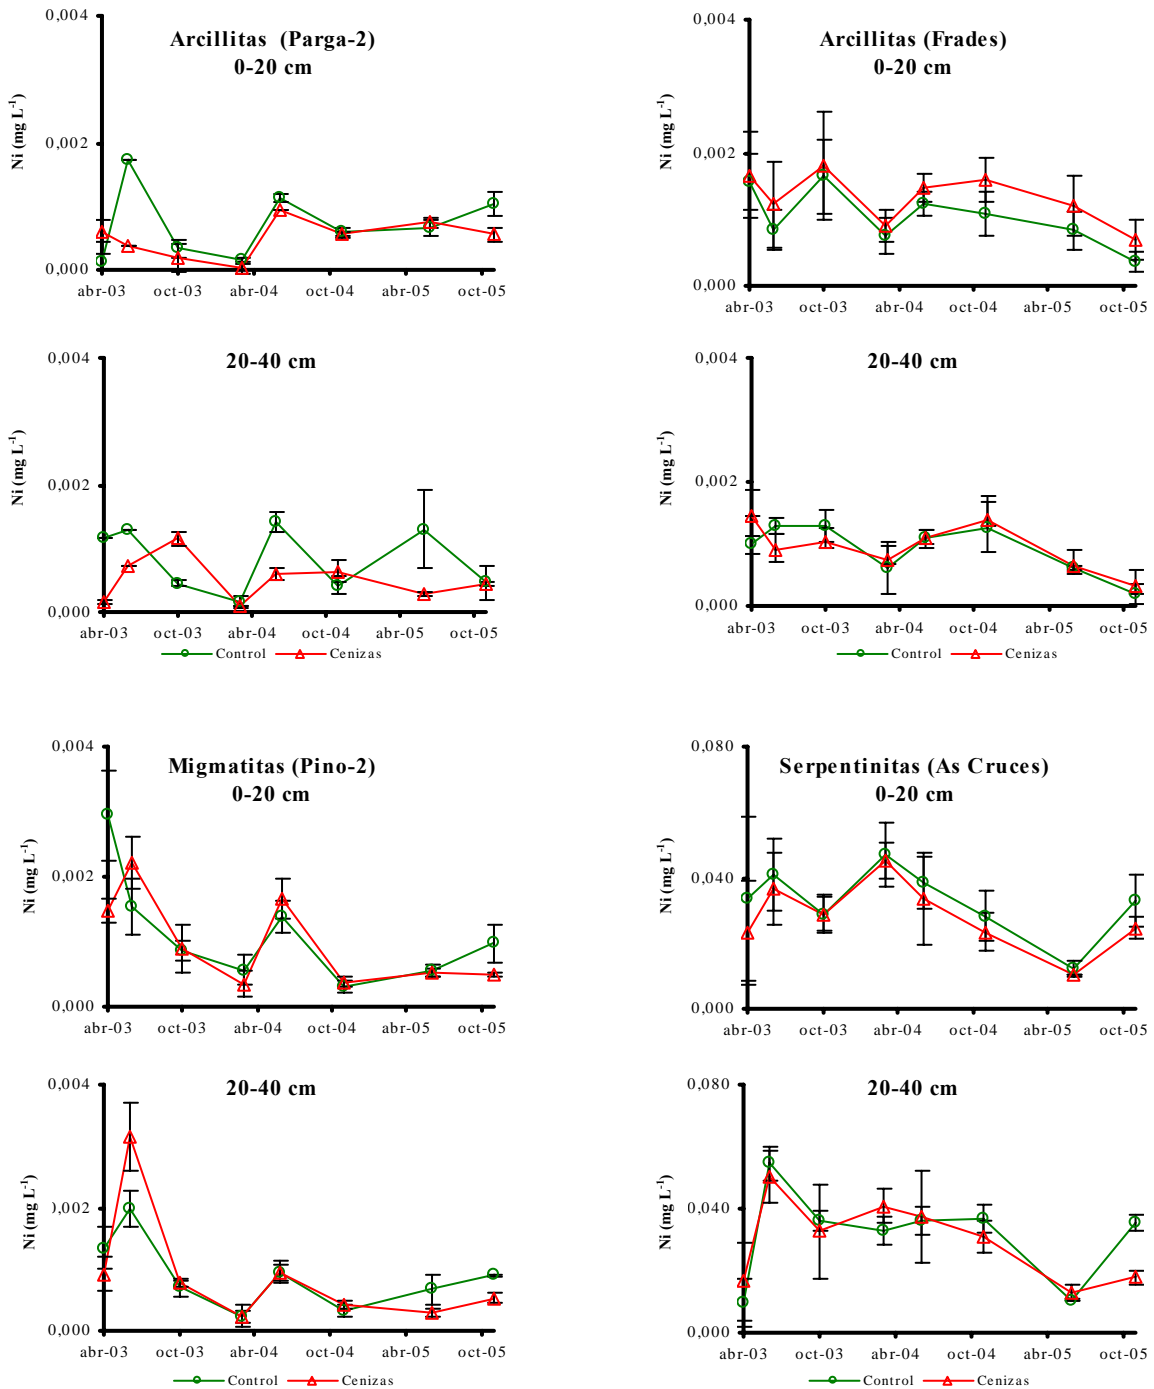 Arcillitas (Parga-2)
0-20 cm
Ni (mg L-1)
0,004
0,002
0,000
abr-03 oct-03 abr-04 oct-04 abr-05 oct-05
Arcillitas (Frades)
0-20 cm
Ni (mg L-1)
0,004
0,002
0,000
abr-03 oct-03 abr-04 oct-04 abr-05 oct-05
20-40 cm
Ni (mg L-1)
0,004
0,002
0,000
abr-03 oct-03 abr-04 oct-04 abr-05 oct-05
Control Cenizas
20-40 cm
Ni (mg L-1)
0,004
0,002
0,000
abr-03 oct-03 abr-04 oct-04 abr-05 oct-05
Control Cenizas
Migmatitas (Pino-2)
0-20 cm
Ni (mg L-1)
0,004
0,002
0,000
abr-03 oct-03 abr-04 oct-04 abr-05 oct-05
Serpentinitas (As Cruces)
0-20 cm
Ni (mg L-1)
0,080
0,040
0,000
abr-03 oct-03 abr-04 oct-04 abr-05 oct-05
20-40 cm
Ni (mg L-1)
0,004
0,002
0,000
abr-03 oct-03 abr-04 oct-04 abr-05 oct-05
Control Cenizas
20-40 cm
Ni (mg L-1)
0,080
0,040
0,000
abr-03 oct-03 abr-04 oct-04 abr-05 oct-05
Control Cenizas